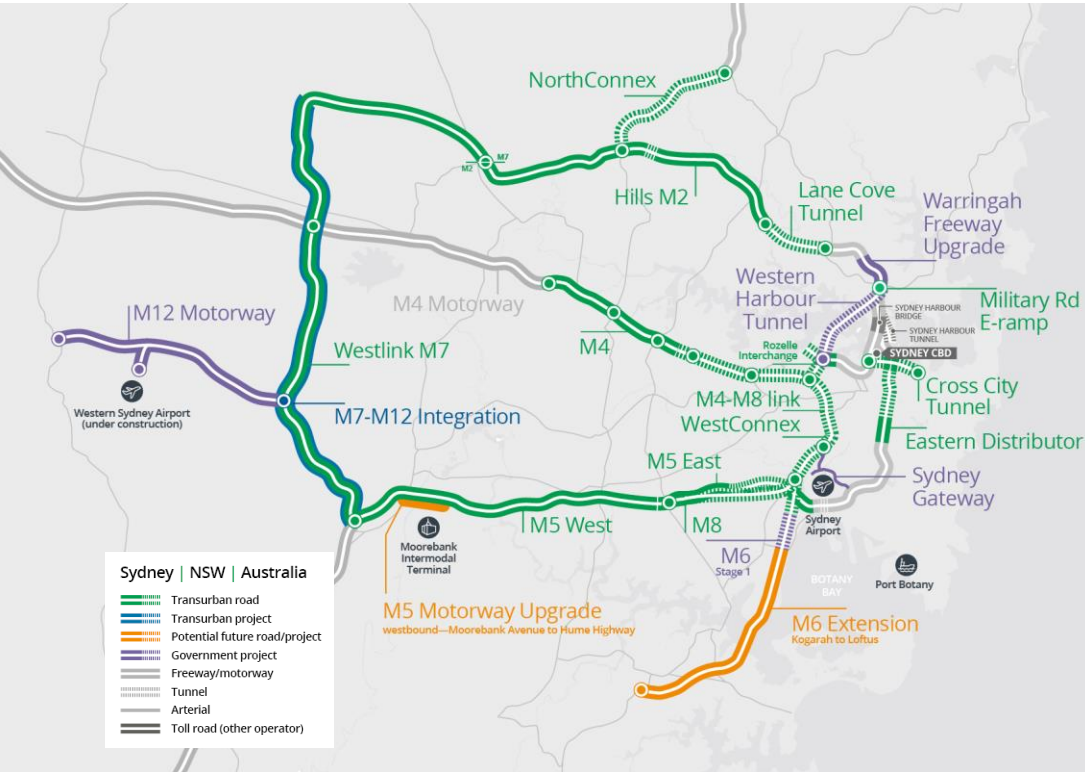 NorthConnex
M7
M2
Hills M2
Lane Cove
Tunnel
Warringah
Freeway
Upgrade
Western
Harbour
Tunnel
M4 Motorway
M12 Motorway
SYDNEY HARBOUR
BRIDGE
Military Rd
E-ramp
SYDNEY HARBOUR
TUNNEL
Westlink M7
M4
Rozelle
Interchange
SYDNEY CBD
Cross City
Tunnel
Western Sydney Airport
(under construction)
M7-M12 Integration
M4-M8 link
WestConnex
Eastern Distributor
M5 East
Sydney
Gateway
M5 West
M8
Sydney
Airport
Moorebank
Intermodal
Terminal
M6
Stage 1
BOTANY
BAY
Port Botany
M5 Motorway Upgrade
westbound—Moorebank Avenue to Hume Highway
M6 Extension
Kogarah to Loftus
Sydney | NSW | Australia
Transurban road
Transurban project
Potential future road/project
Government project
Freeway/motorway
Tunnel
Arterial
Toll road (other operator)